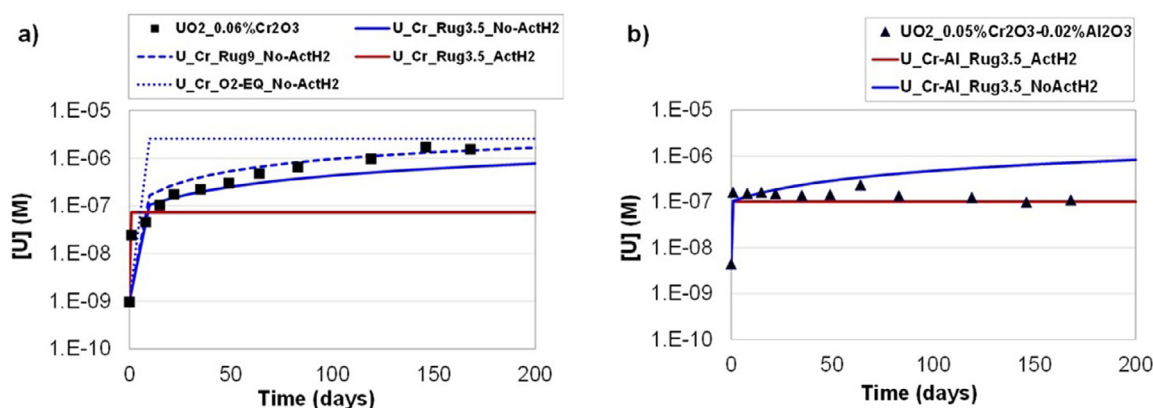 a)
UO2_0.06%Cr2O3
U_Cr_Rug3.5_No-ActH2
U_Cr_Rug9_No-ActH2
U_Cr_Rug3.5_ActH2
U_Cr_O2-EQ_No-ActH2
1.E-05
1.E-06
1.E-07
1.E-08
1.E-09
1.E-10
[U] (M)
0
50
100
150
200
Time (days)
b)
UO2_0.05%Cr2O3-0.02%Al2O3
U_Cr-Al_Rug3.5_ActH2
U_Cr-Al_Rug3.5_NoActH2
1.E-05
1.E-06
1.E-07
1.E-08
1.E-09
1.E-10
[U] (M)
0
50
100
150
200
Time (days)